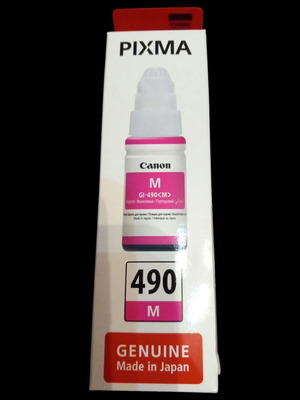 PIXMA
Canon
M
GI-490<M>
490
M
GENUINE
Made in Japan